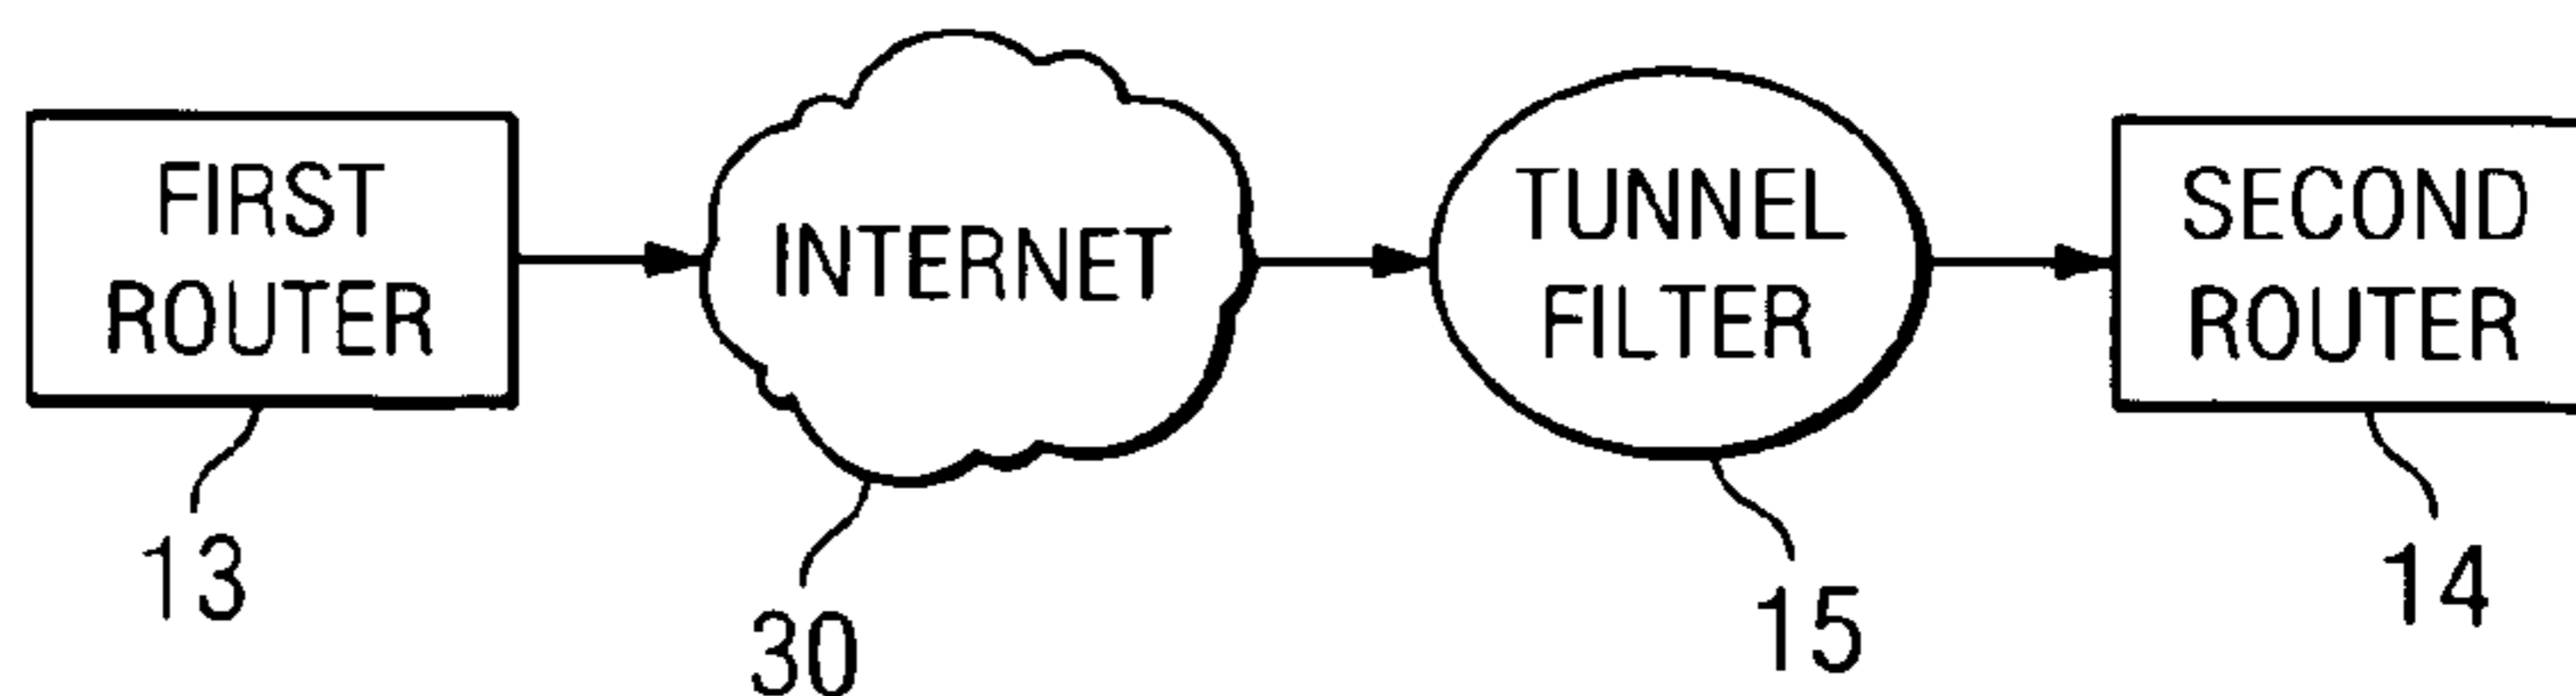 FIRST
ROUTER
INTERNET
TUNNEL
FILTER
SECOND
ROUTER
13
30
15
14